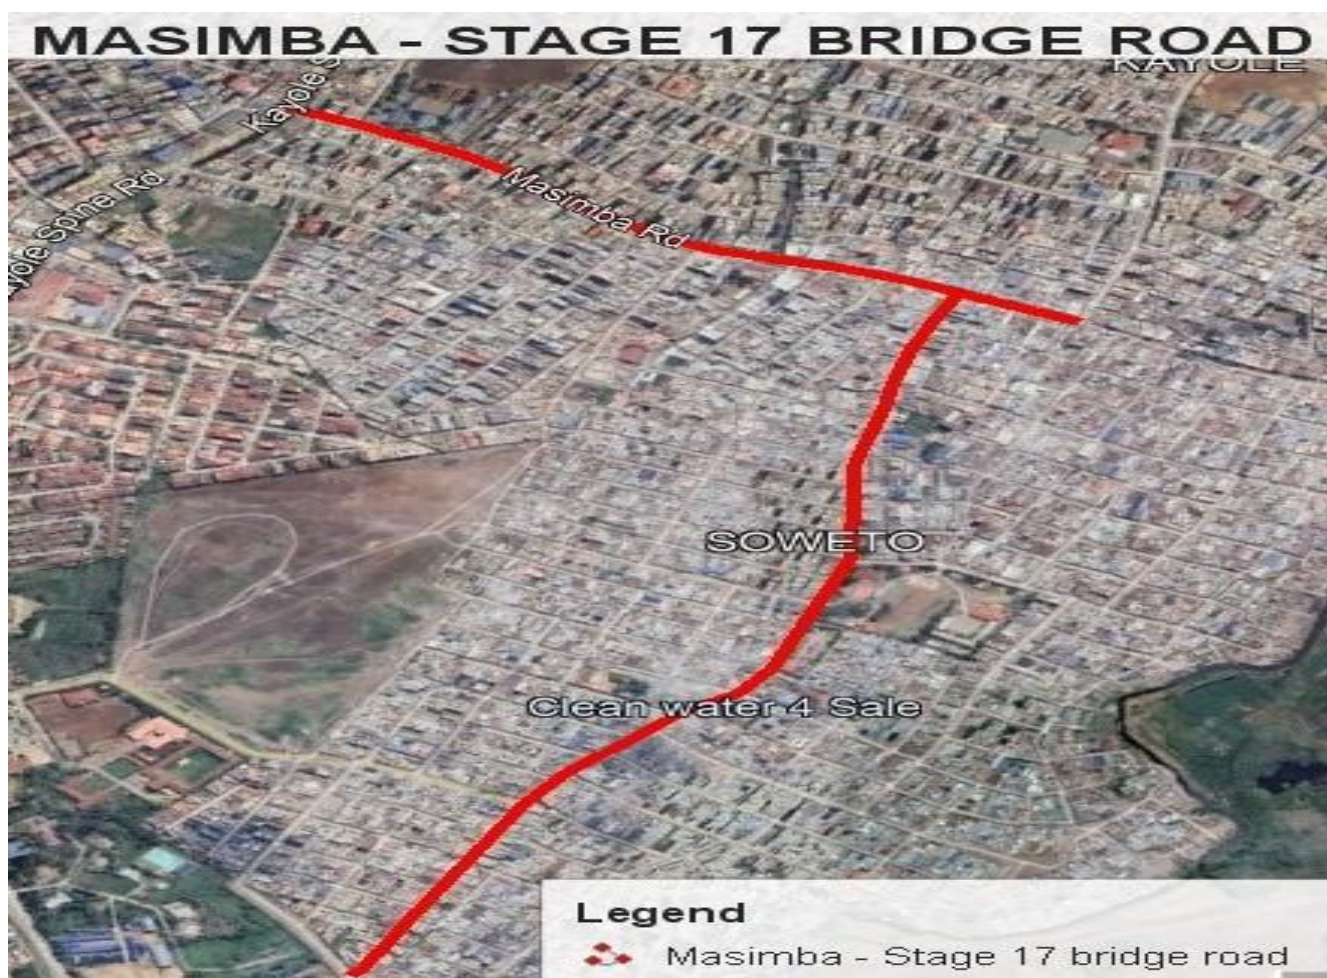 MASIMBA - STAGE 17 BRIDGE ROAD
KAYOLE
Kayole
Kayole Spine Rd
Masimba Rd
SOWETO
Clean water 4 Sale
Legend
Masimba - Stage 17 bridge road